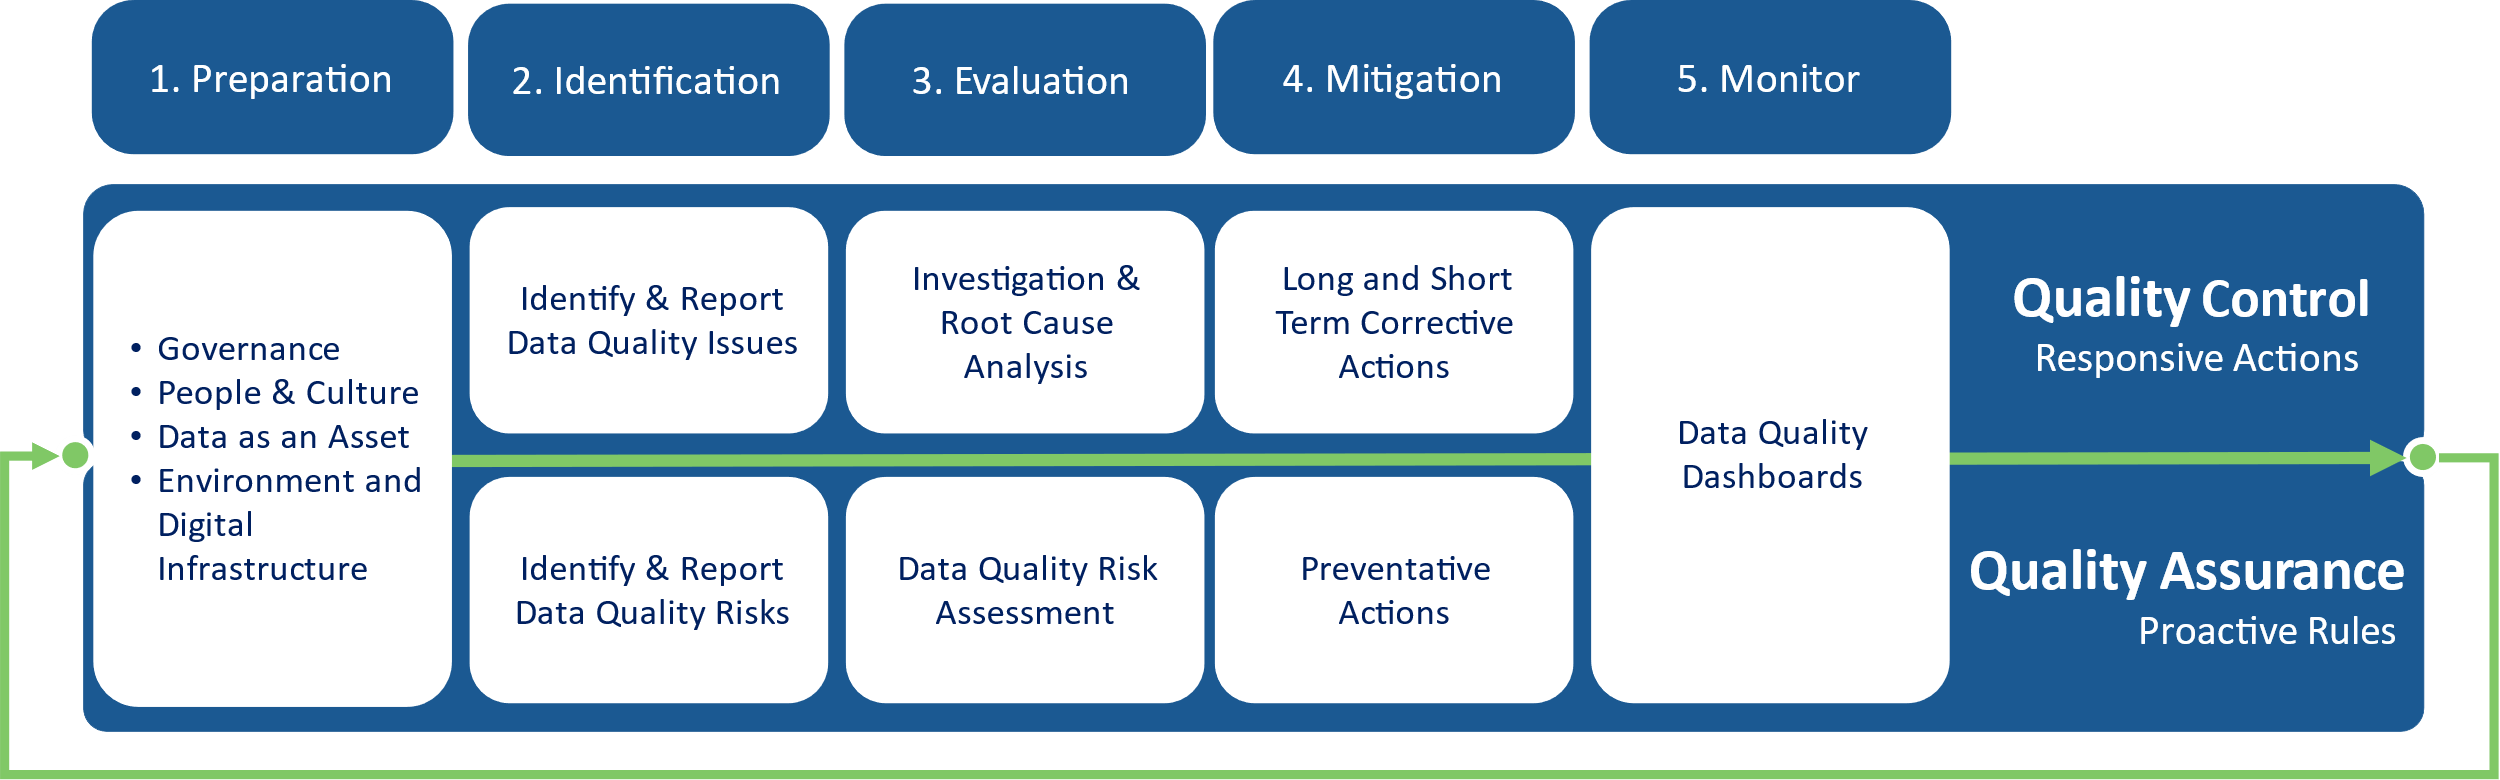 1. Preparation
2. Identification
3. Evaluation
4. Mitigation
5. Monitor
• Governance
• People & Culture
• Data as an Asset
• Environment and
Digital
Infrastructure
Identify & Report
Data Quality Issues
Investigation &
Root Cause
Analysis
Long and Short
Term Corrective
Actions
Identify & Report
Data Quality Risks
Data Quality Risk
Assessment
Preventative
Actions
Data Quality
Dashboards
Quality Control
Responsive Actions
Quality Assurance
Proactive Rules